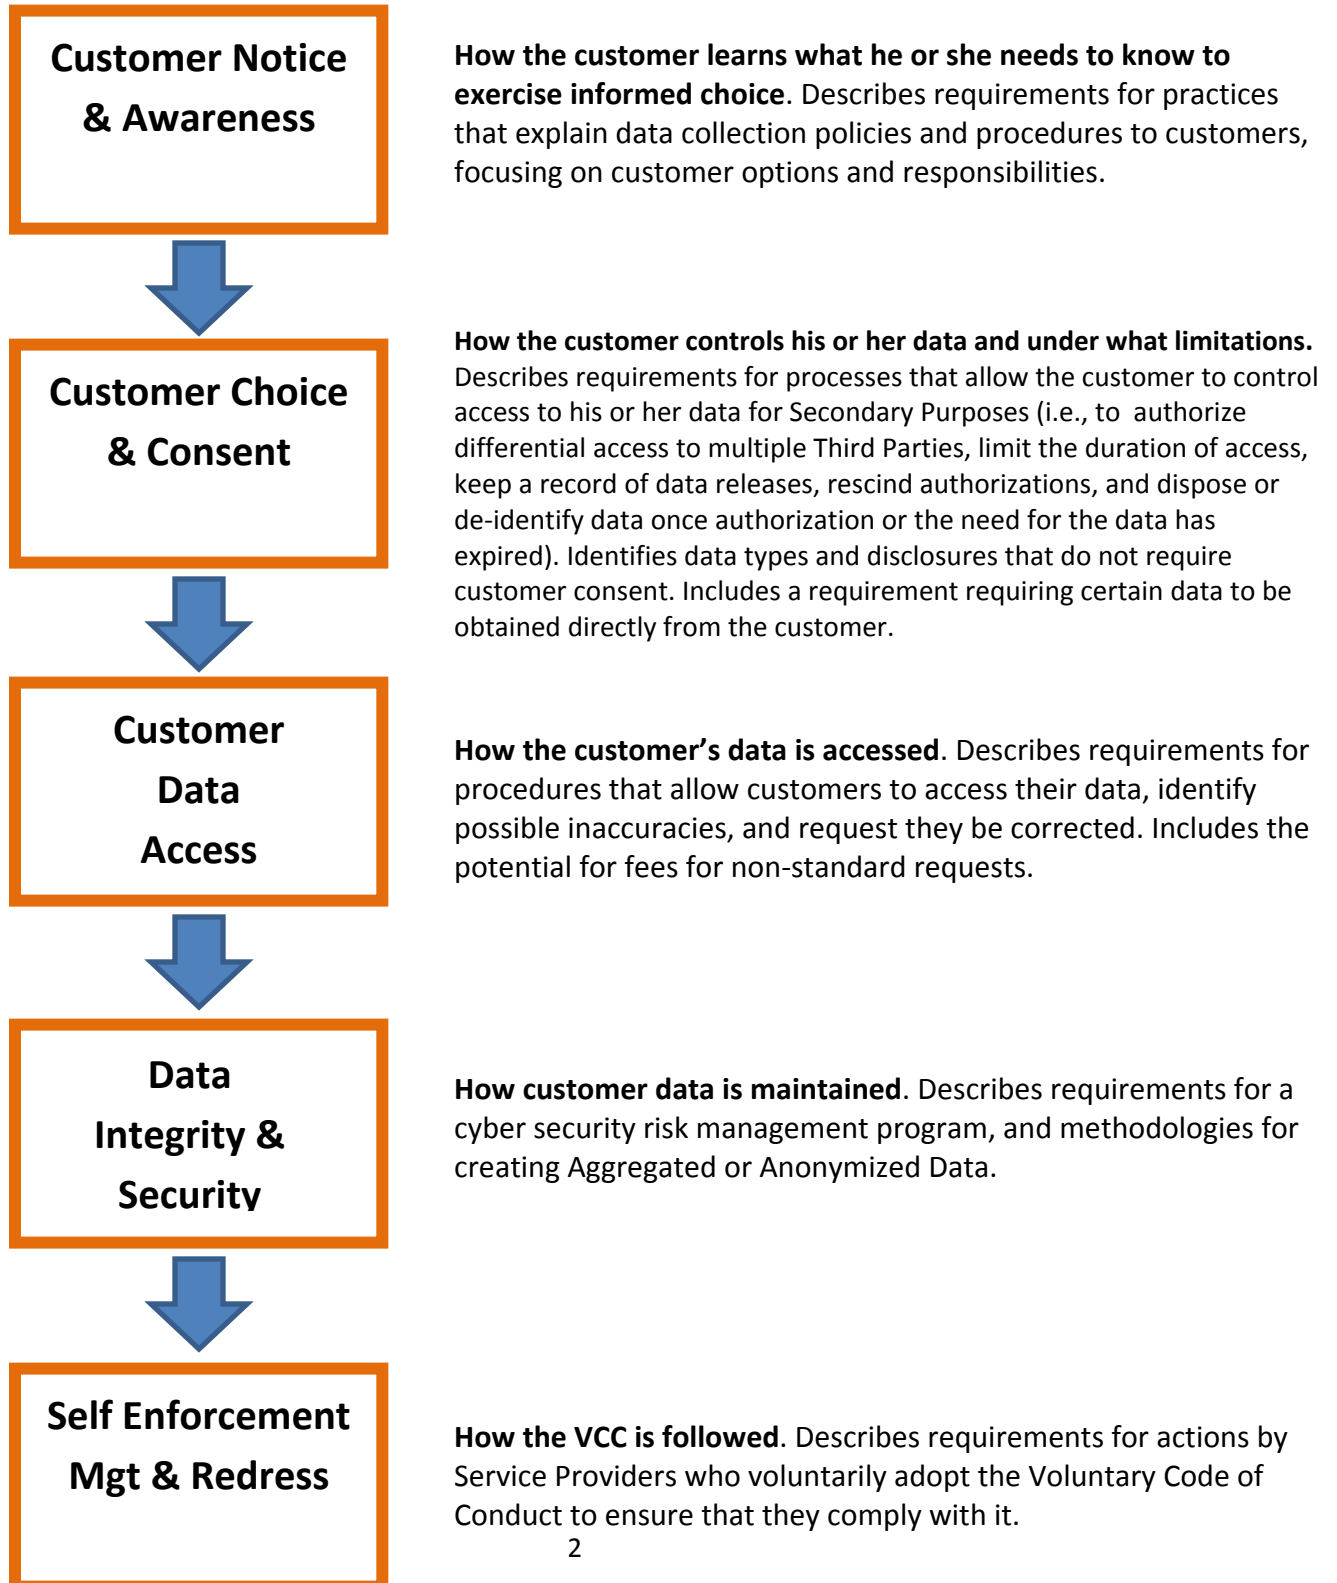 Customer Notice
& Awareness
How the customer learns what he or she needs to know to
exercise informed choice. Describes requirements for practices
that explain data collection policies and procedures to customers,
focusing on customer options and responsibilities.
Customer Choice
& Consent
How the customer controls his or her data and under what limitations.
Describes requirements for processes that allow the customer to control
access to his or her data for Secondary Purposes (i.e., to authorize
differential access to multiple Third Parties, limit the duration of access,
keep a record of data releases, rescind authorizations, and dispose or
de-identify data once authorization or the need for the data has
expired). Identifies data types and disclosures that do not require
customer consent. Includes a requirement requiring certain data to be
obtained directly from the customer.
Customer
Data
Access
How the customer’s data is accessed. Describes requirements for
procedures that allow customers to access their data, identify
possible inaccuracies, and request they be corrected. Includes the
potential for fees for non-standard requests.
Data
Integrity &
Security
How customer data is maintained. Describes requirements for a
cyber security risk management program, and methodologies for
creating Aggregated or Anonymized Data.
Self Enforcement
Mgt & Redress
How the VCC is followed. Describes requirements for actions by
Service Providers who voluntarily adopt the Voluntary Code of
Conduct to ensure that they comply with it.
2